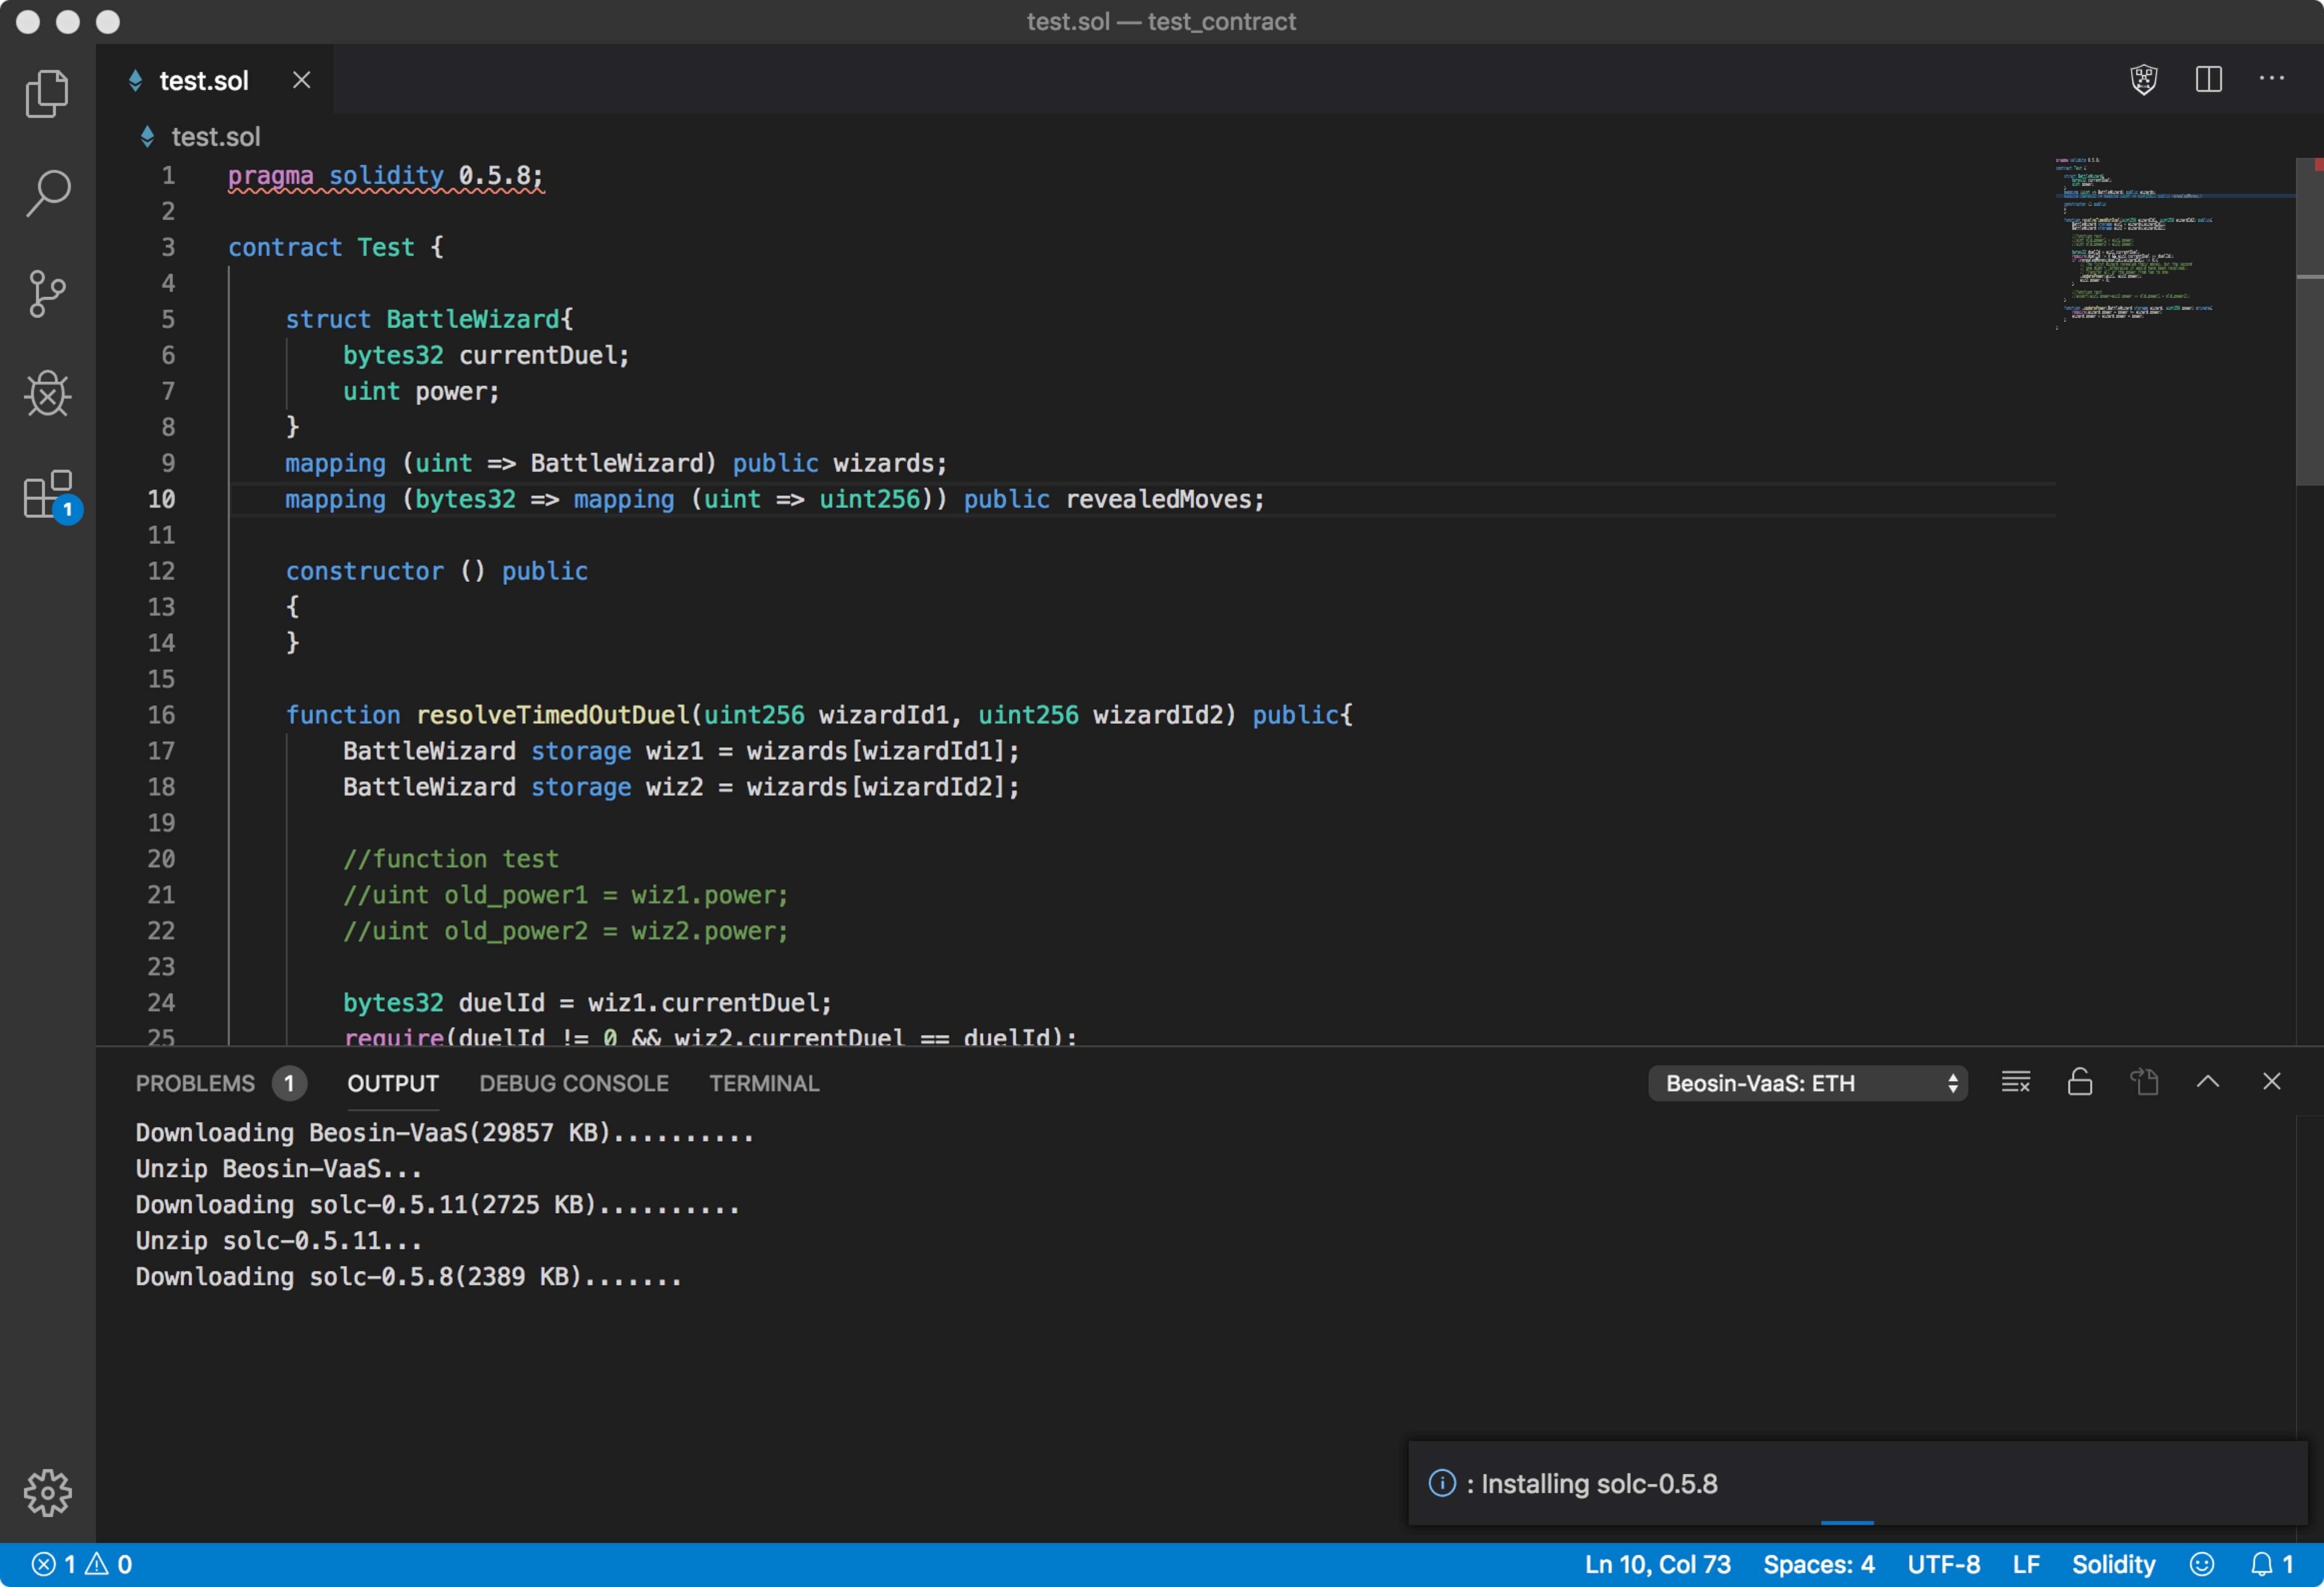 test.sol — test_contract
test.sol
test.sol
1 pragma solidity 0.5.8;
2
3 contract Test {
4
5 struct BattleWizard{
6 bytes32 currentDuel;
7 uint power;
8 }
9 mapping (uint => BattleWizard) public wizards;
10 mapping (bytes32 => mapping (uint => uint256)) public revealedMoves;
11
12 constructor () public
13 {
14 }
15
16 function resolveTimedOutDuel(uint256 wizardId1, uint256 wizardId2) public{
17 BattleWizard storage wiz1 = wizards[wizardId1];
18 BattleWizard storage wiz2 = wizards[wizardId2];
19
20 //function test
21 //uint old_power1 = wiz1.power;
22 //uint old_power2 = wiz2.power;
23
24 bytes32 duelId = wiz1.currentDuel;
25 require(duelId != 0 && wiz2.currentDuel == duelId);
1
PROBLEMS 1 OUTPUT DEBUG CONSOLE TERMINAL Beosin-VaaS: ETH
Downloading Beosin-VaaS(29857 KB)..........
Unzip Beosin-VaaS...
Downloading solc-0.5.11(2725 KB)..........
Unzip solc-0.5.11...
Downloading solc-0.5.8(2389 KB).......
: Installing solc-0.5.8
1 0 Ln 10, Col 73 Spaces: 4 UTF-8 LF Solidity 1